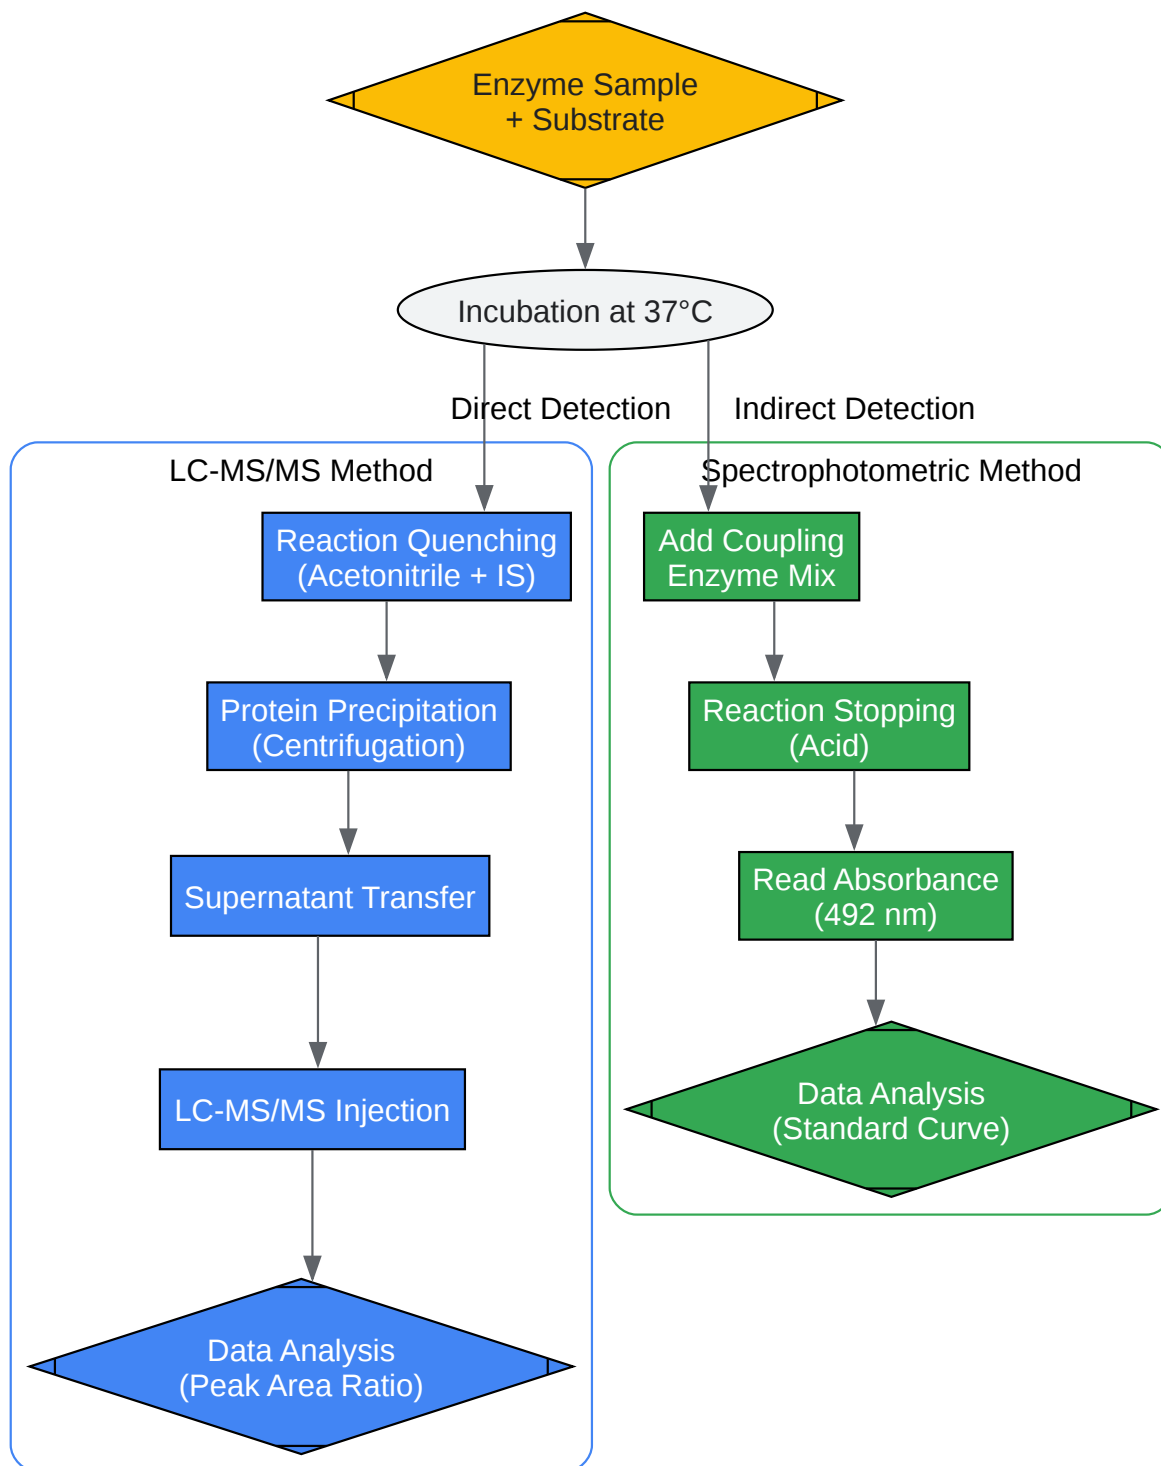 Enzyme Sample
+ Substrate
Incubation at 37°C
Direct Detection
Indirect Detection
LC-MS/MS Method
Reaction Quenching
(Acetonitrile + IS)
Protein Precipitation
(Centrifugation)
Supernatant Transfer
LC-MS/MS Injection
Data Analysis
(Peak Area Ratio)
Spectrophotometric Method
Add Coupling
Enzyme Mix
Reaction Stopping
(Acid)
Read Absorbance
(492 nm)
Data Analysis
(Standard Curve)